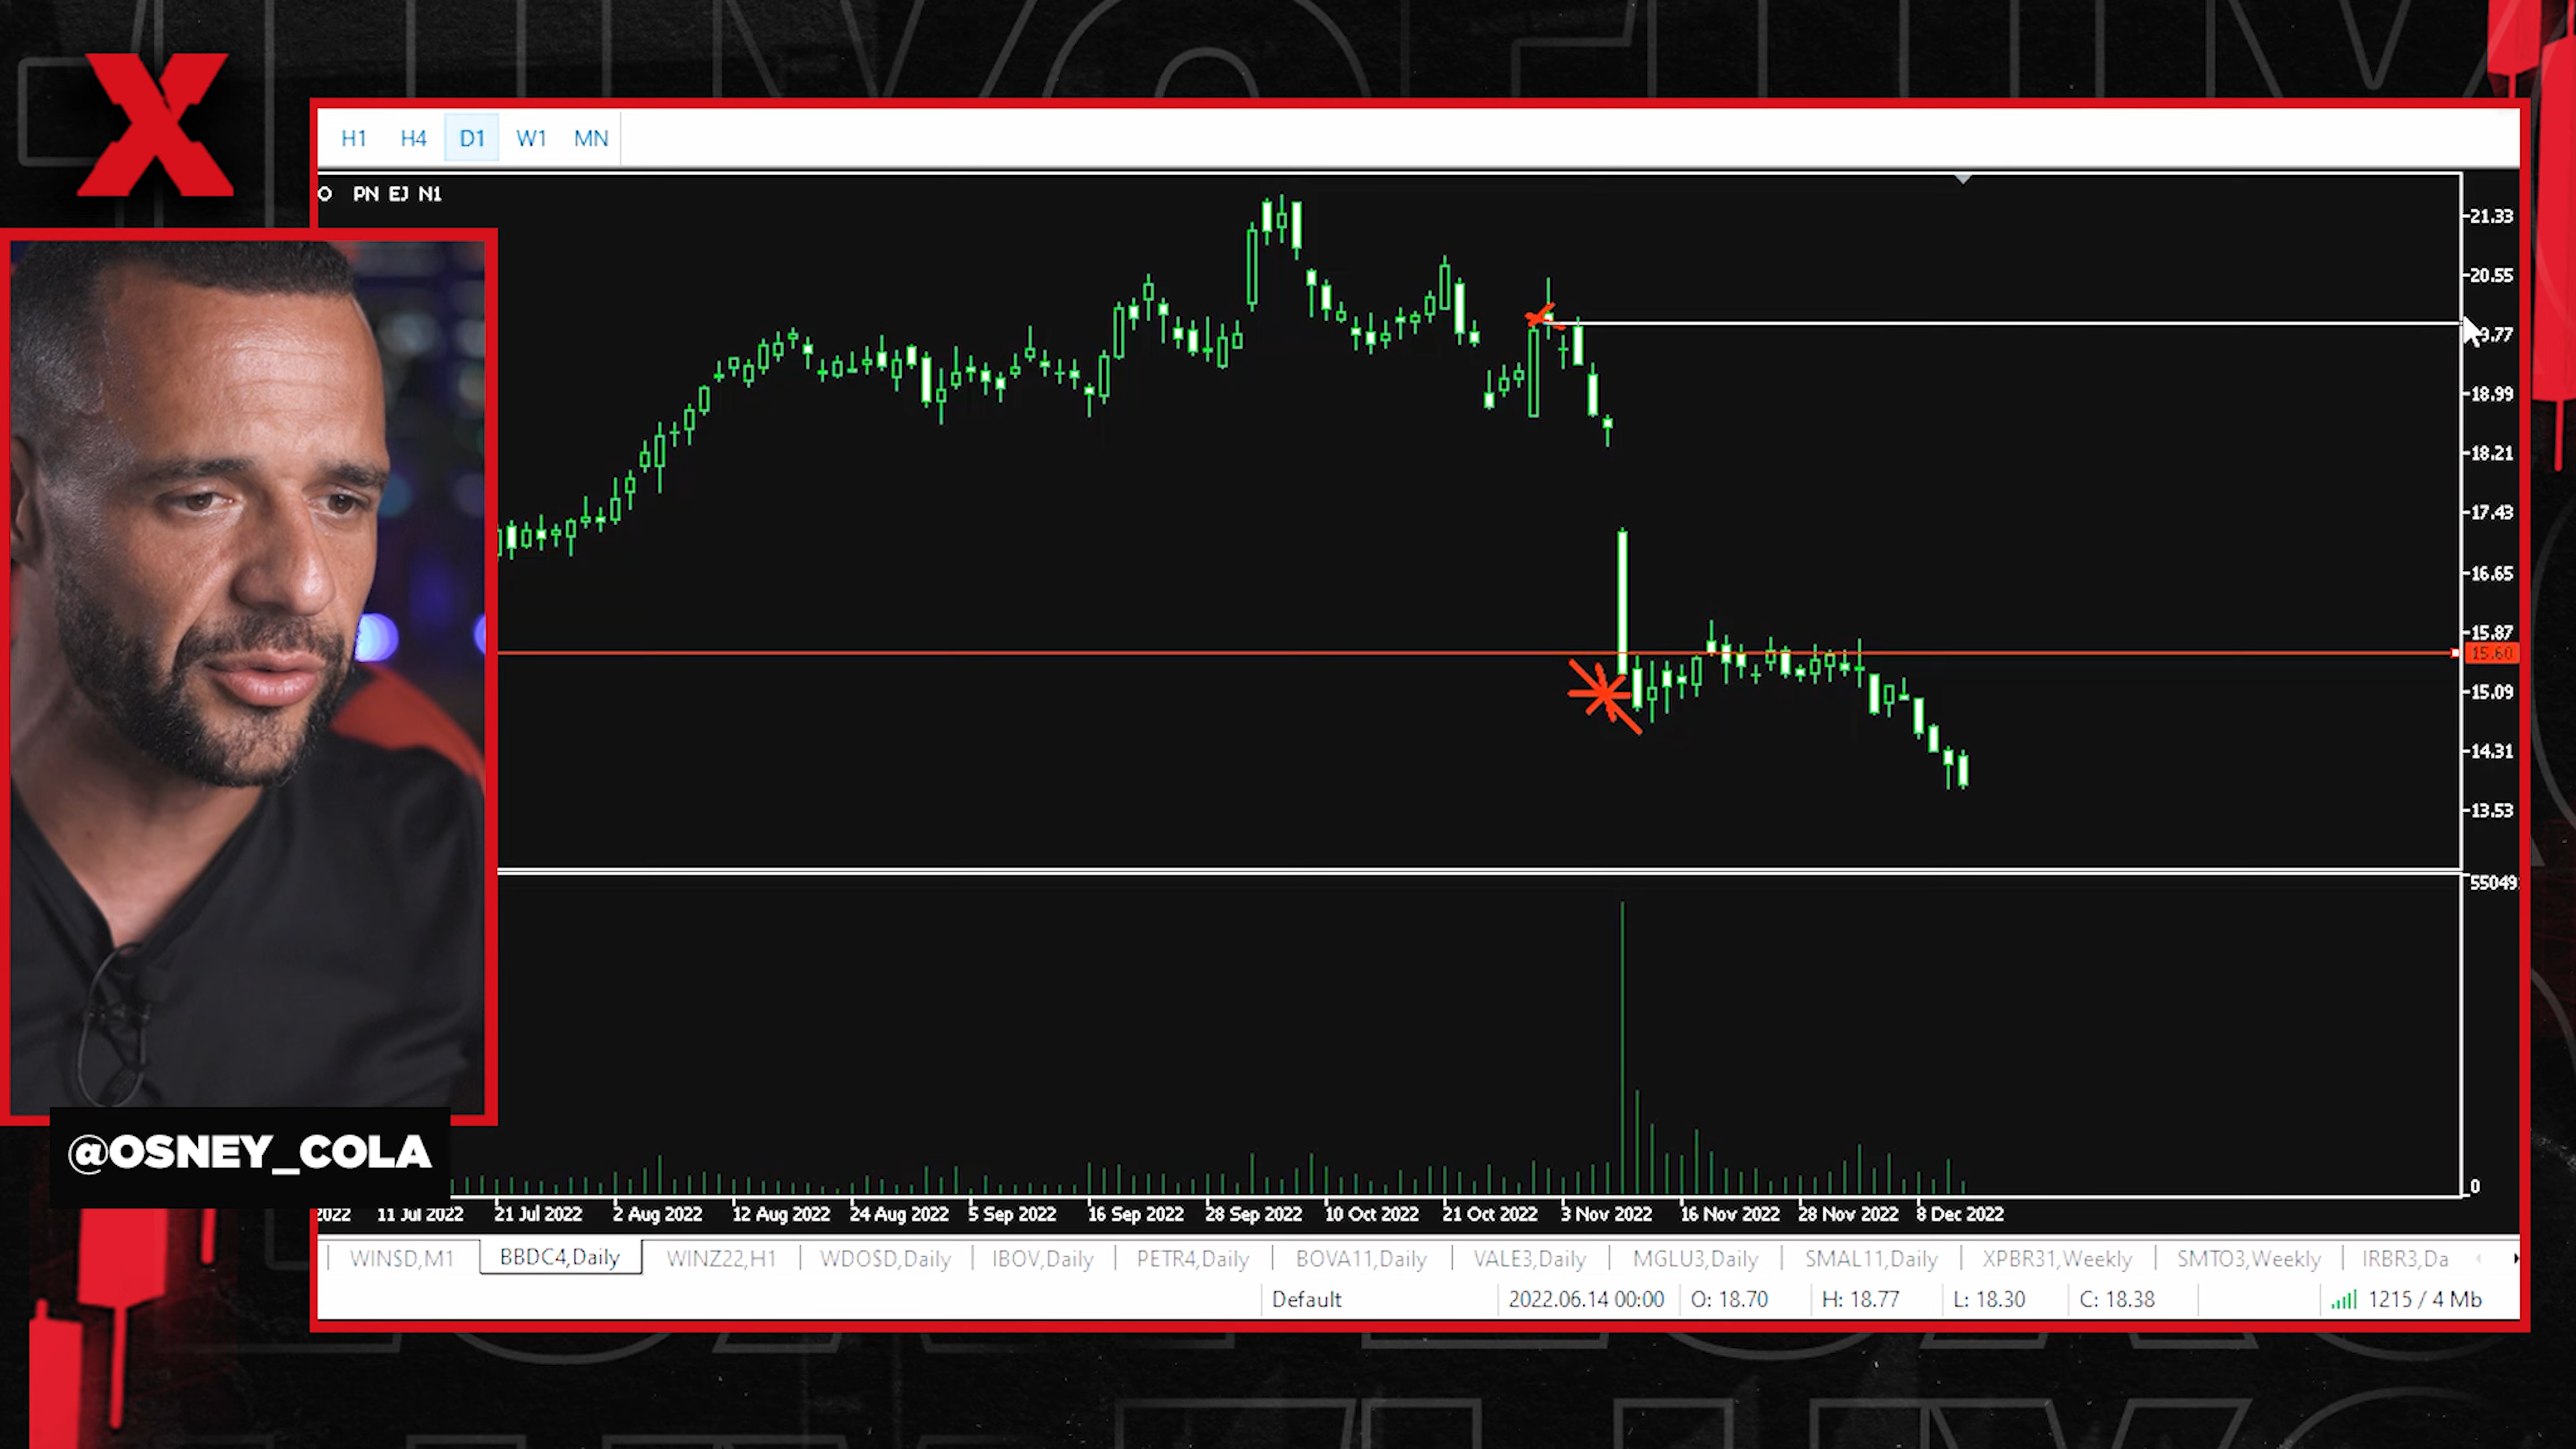 X
H1 H4 D1 W1 MN
O PN EJ N1
21.33
20.55
9.77
18.99
18.21
17.43
16.65
15.87
15.60
15.09
14.31
13.53
55049
0
@OSNEY_COLA
2022 11 Jul 2022 21 Jul 2022 2 Aug 2022 12 Aug 2022 24 Aug 2022 5 Sep 2022 16 Sep 2022 28 Sep 2022 10 Oct 2022 21 Oct 2022 3 Nov 2022 16 Nov 2022 28 Nov 2022 8 Dec 2022
WIN$D,M1 BBDC4,Daily WINZ22,H1 WDO$D,Daily IBOV,Daily PETR4,Daily BOVA11,Daily VALE3,Daily MGLU3,Daily SMAL11,Daily XPBR31,Weekly SMTO3,Weekly IRBR3,Da
Default 2022.06.14 00:00 O: 18.70 H: 18.77 L: 18.30 C: 18.38 1215 / 4 Mb